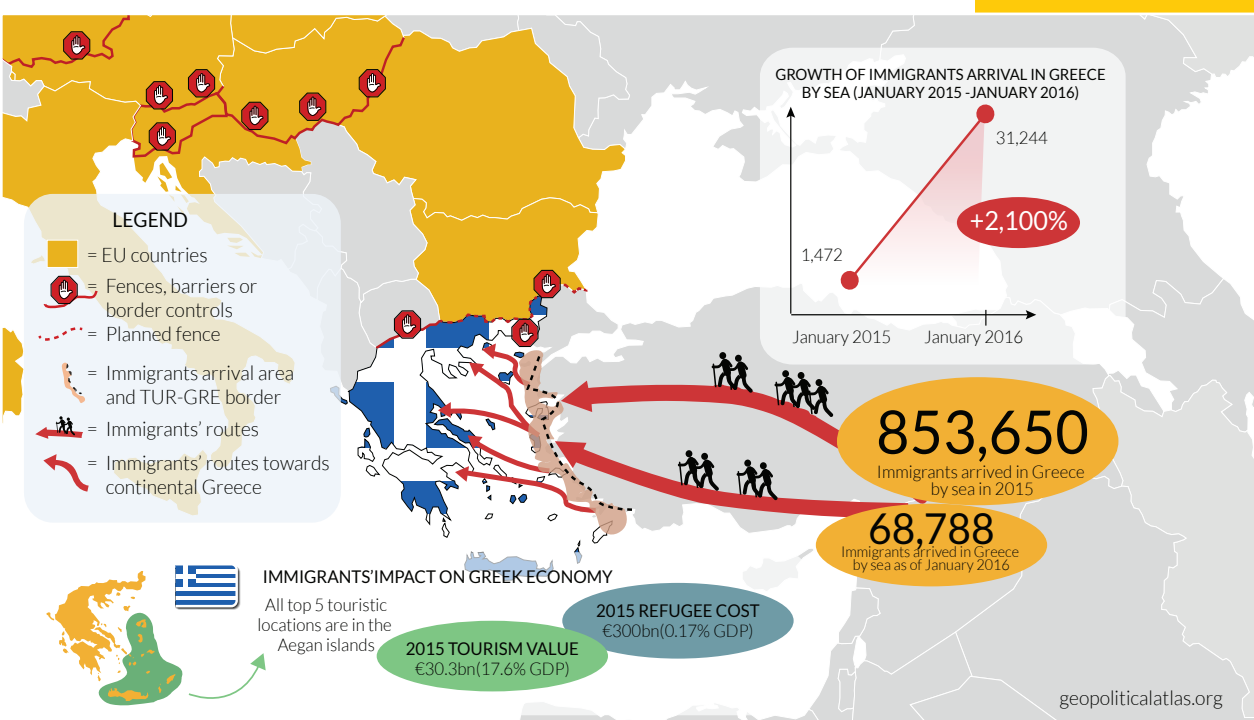 GROWTH OF IMMIGRANTS ARRIVAL IN GREECE
BY SEA (JANUARY 2015 -JANUARY 2016)
31,244
+2,100%
1,472
January 2015
January 2016
LEGEND
= EU countries
= Fences, barriers or
border controls
= Planned fence
= Immigrants arrival area
and TUR-GRE border
= Immigrants' routes
= Immigrants' routes towards
continental Greece
853,650
Immigrants arrived in Greece
by sea in 2015
68,788
Immigrants arrived in Greece
by sea as of January 2016
IMMIGRANTS'IMPACT ON GREEK ECONOMY
All top 5 touristic
locations are in the
Aegan islands
2015 REFUGEE COST
€300bn(0.17% GDP)
2015 TOURISM VALUE
€30.3bn(17.6% GDP)
geopoliticalatlas.org